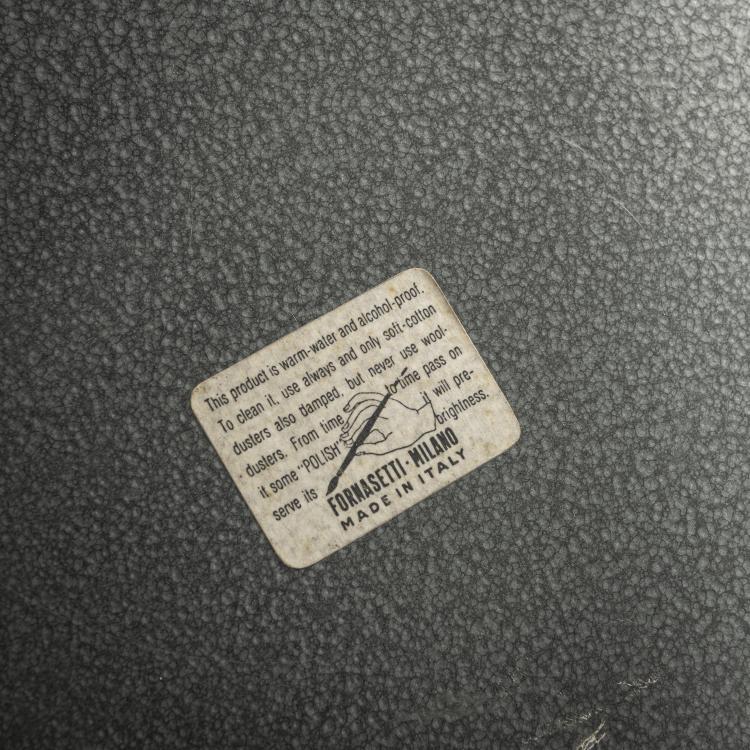 This product is warm-water and alcohol-proof.
To clean it, use always and only soft-cotton
dusters also damped, but never use wool-
dusters. From time to time pass on
it some "POLISH" it will pre-
serve its brightness.
FORNASETTI·MILANO
MADE IN ITALY